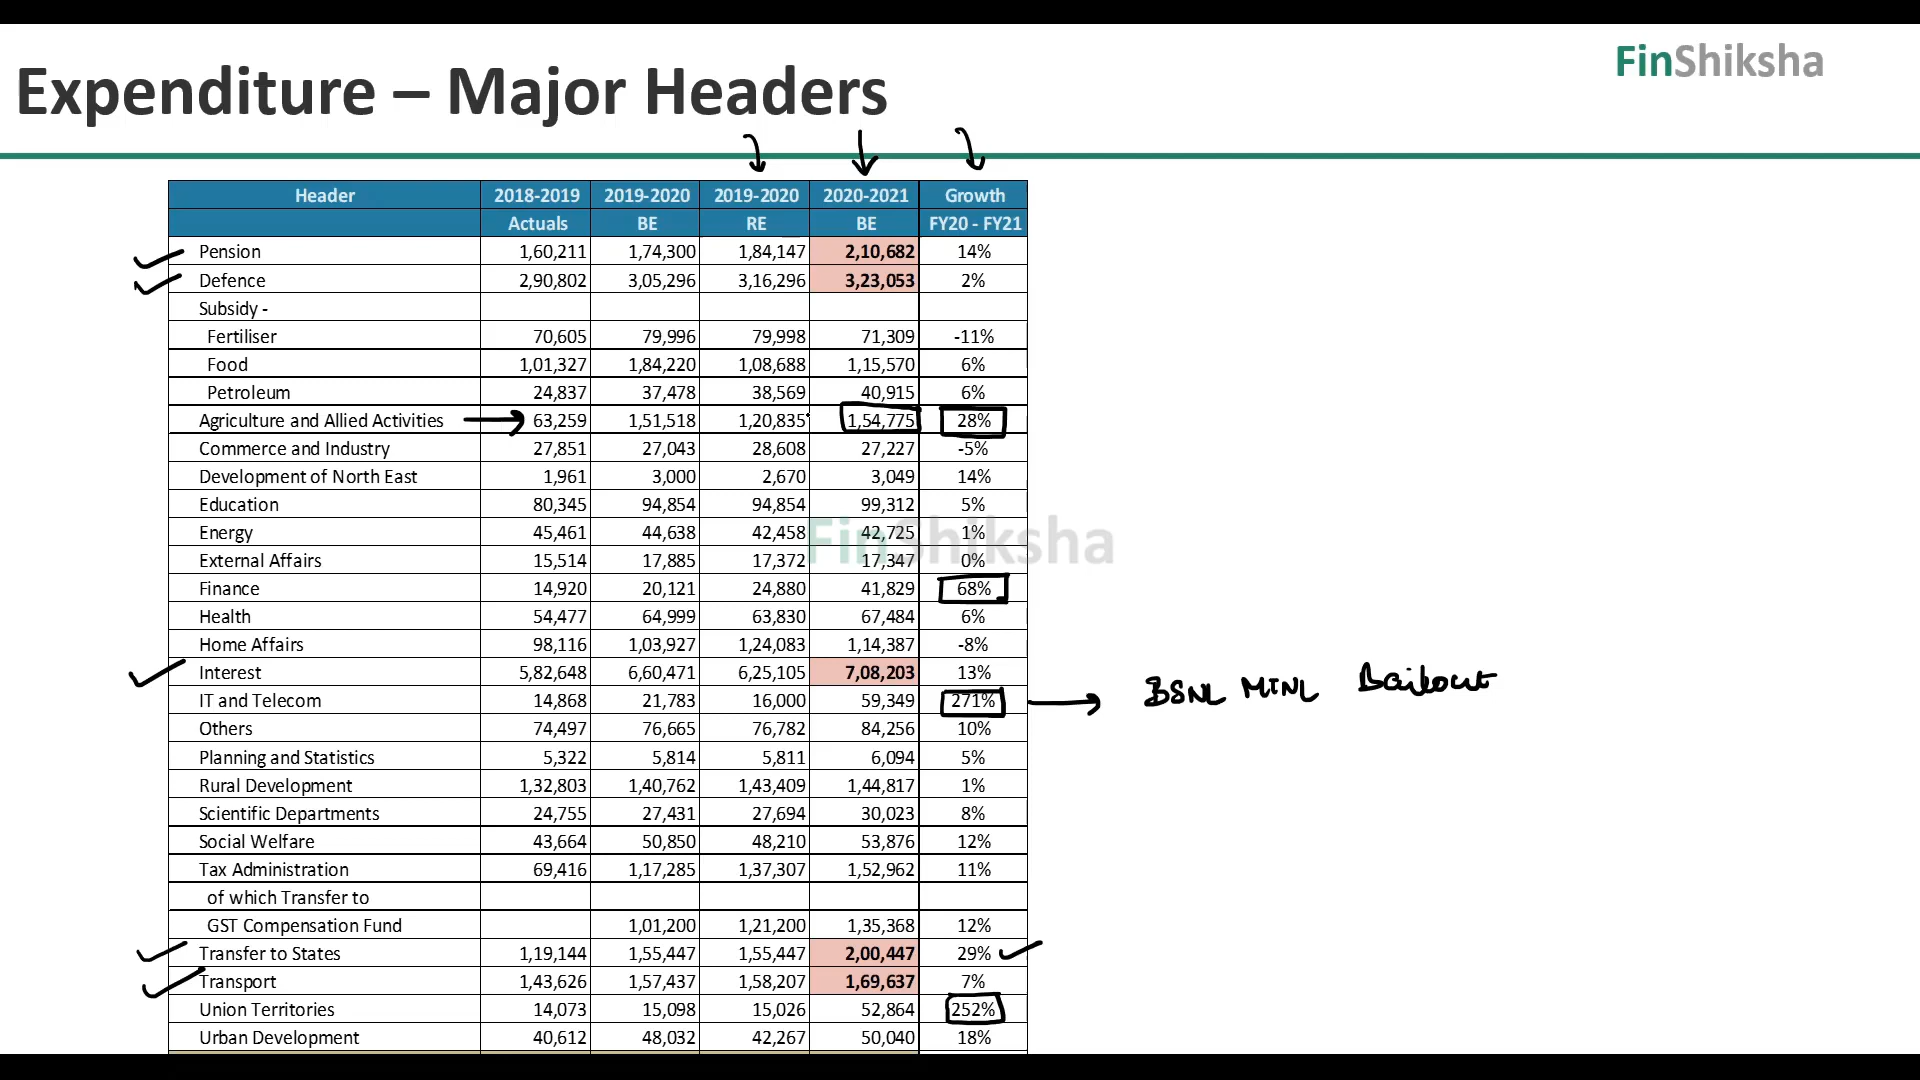 Expenditure – Major Headers
FinShiksha
Header 2018-2019 2019-2020 2019-2020 2020-2021 Growth
Actuals BE RE BE FY20 - FY21
Pension 1,60,211 1,74,300 1,84,147 2,10,682 14%
Defence 2,90,802 3,05,296 3,16,296 3,23,053 2%
Subsidy -
Fertiliser 70,605 79,996 79,998 71,309 -11%
Food 1,01,327 1,84,220 1,08,688 1,15,570 6%
Petroleum 24,837 37,478 38,569 40,915 6%
Agriculture and Allied Activities 63,259 1,51,518 1,20,835 1,54,775 28%
Commerce and Industry 27,851 27,043 28,608 27,227 -5%
Development of North East 1,961 3,000 2,670 3,049 14%
Education 80,345 94,854 94,854 99,312 5%
Energy 45,461 44,638 42,458 42,725 1%
FinShiksha
External Affairs 15,514 17,885 17,372 17,347 0%
Finance 14,920 20,121 24,880 41,829 68%
Health 54,477 64,999 63,830 67,484 6%
Home Affairs 98,116 1,03,927 1,24,083 1,14,387 -8%
Interest 5,82,648 6,60,471 6,25,105 7,08,203 13%
IT and Telecom 14,868 21,783 16,000 59,349 271% BSNL MTNL Bailout
Others 74,497 76,665 76,782 84,256 10%
Planning and Statistics 5,322 5,814 5,811 6,094 5%
Rural Development 1,32,803 1,40,762 1,43,409 1,44,817 1%
Scientific Departments 24,755 27,431 27,694 30,023 8%
Social Welfare 43,664 50,850 48,210 53,876 12%
Tax Administration 69,416 1,17,285 1,37,307 1,52,962 11%
of which Transfer to
GST Compensation Fund 1,01,200 1,21,200 1,35,368 12%
Transfer to States 1,19,144 1,55,447 1,55,447 2,00,447 29%
Transport 1,43,626 1,57,437 1,58,207 1,69,637 7%
Union Territories 14,073 15,098 15,026 52,864 252%
Urban Development 40,612 48,032 42,267 50,040 18%